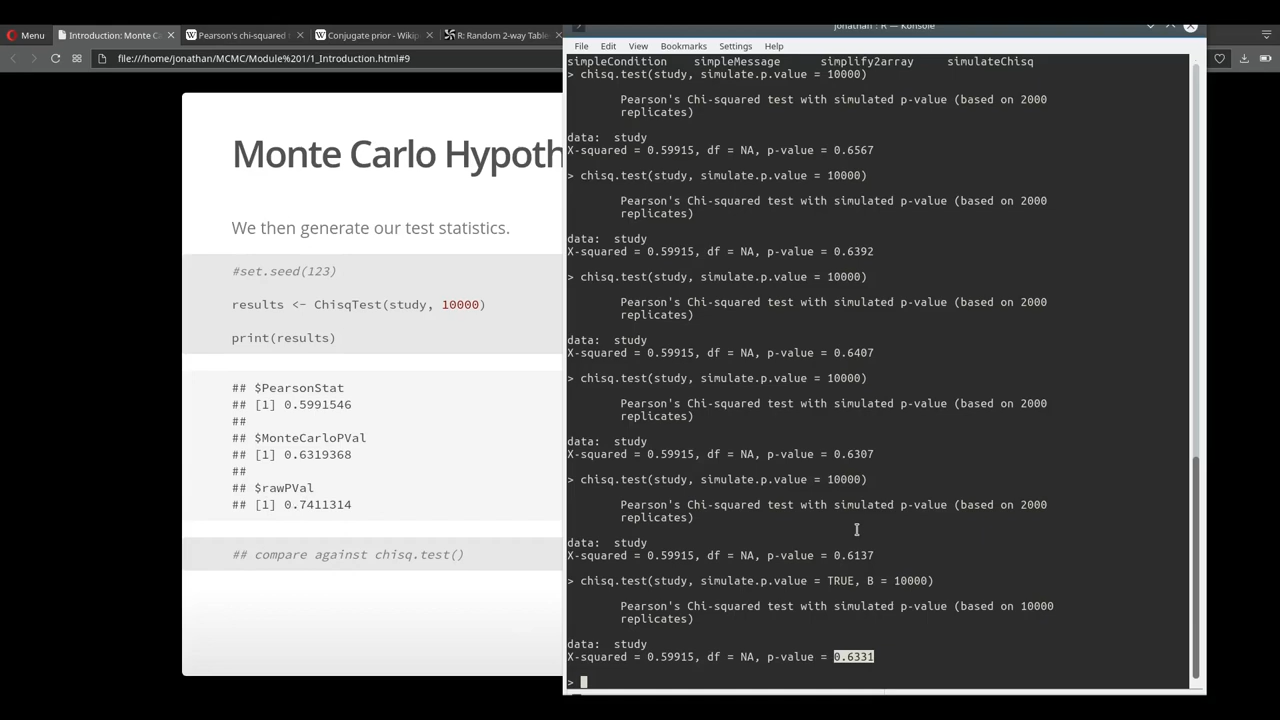 jonathan : R — Konsole
Menu
Introduction: Monte Ca
Pearson's chi-squared
Conjugate prior - Wikip
R: Random 2-way Table
file:///home/jonathan/MCMC/Module%201/1_Introduction.html#9
File Edit View Bookmarks Settings Help
Monte Carlo Hypoth
We then generate our test statistics.
#set.seed(123)
results <- ChisqTest(study, 10000)
print(results)
## $PearsonStat
## [1] 0.5991546
##
## $MonteCarloPVal
## [1] 0.6319368
##
## $rawPVal
## [1] 0.7411314
## compare against chisq.test()
simpleCondition simpleMessage simplify2array simulateChisq
> chisq.test(study, simulate.p.value = 10000)
Pearson's Chi-squared test with simulated p-value (based on 2000
replicates)
data: study
X-squared = 0.59915, df = NA, p-value = 0.6567
> chisq.test(study, simulate.p.value = 10000)
Pearson's Chi-squared test with simulated p-value (based on 2000
replicates)
data: study
X-squared = 0.59915, df = NA, p-value = 0.6392
> chisq.test(study, simulate.p.value = 10000)
Pearson's Chi-squared test with simulated p-value (based on 2000
replicates)
data: study
X-squared = 0.59915, df = NA, p-value = 0.6407
> chisq.test(study, simulate.p.value = 10000)
Pearson's Chi-squared test with simulated p-value (based on 2000
replicates)
data: study
X-squared = 0.59915, df = NA, p-value = 0.6307
> chisq.test(study, simulate.p.value = 10000)
Pearson's Chi-squared test with simulated p-value (based on 2000
replicates)
data: study
X-squared = 0.59915, df = NA, p-value = 0.6137
> chisq.test(study, simulate.p.value = TRUE, B = 10000)
Pearson's Chi-squared test with simulated p-value (based on 10000
replicates)
data: study
X-squared = 0.59915, df = NA, p-value = 0.6331
>